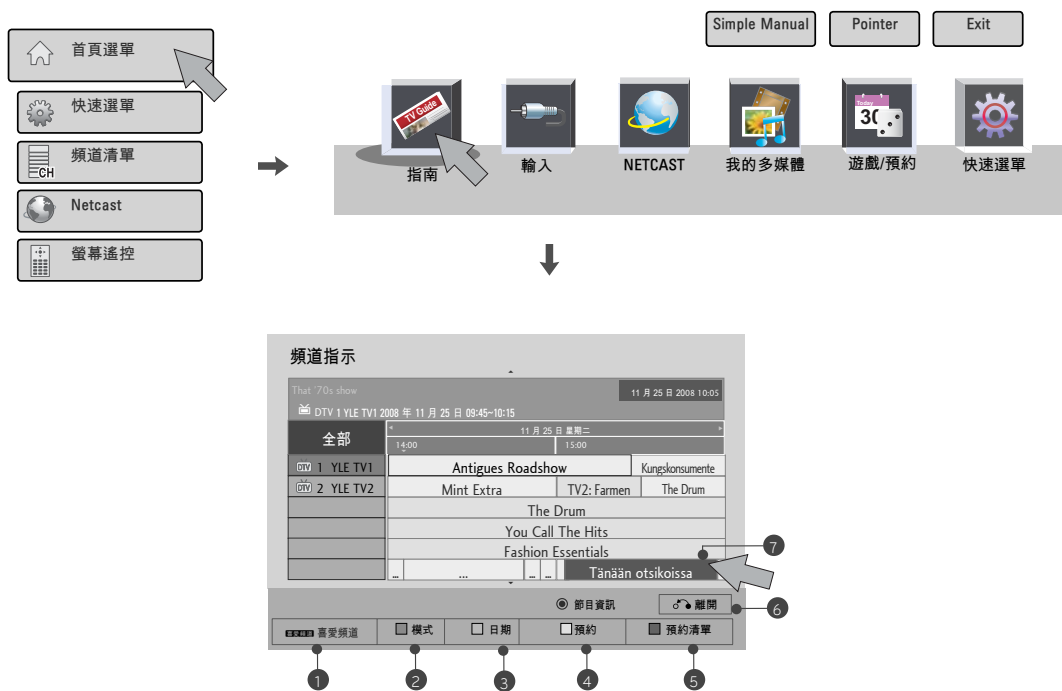 首頁選單
快速選單
頻道清單
CH
Netcast
螢幕遙控
Simple Manual
Pointer
Exit
TV Guide
Today
30
指南
輸入
NETCAST
我的多媒體
遊戲/預約
快速選單
頻道指示
That '70s show
11 月 25 日 2008 10:05
DTV 1 YLE TV1 2008 年 11 月 25 日 09:45~10:15
全部
11 月 25 日 星期二
14:00
15:00
DTV 1 YLE TV1
Antigues Roadshow
Kungskonsumente
DTV 2 YLE TV2
Mint Extra
TV2: Farmen
The Drum
The Drum
You Call The Hits
Fashion Essentials
... ... ... ...
Tänään otsikoissa
7
節目資訊
離開
6
喜愛頻道
模式
日期
預約
預約清單
1
2
3
4
5